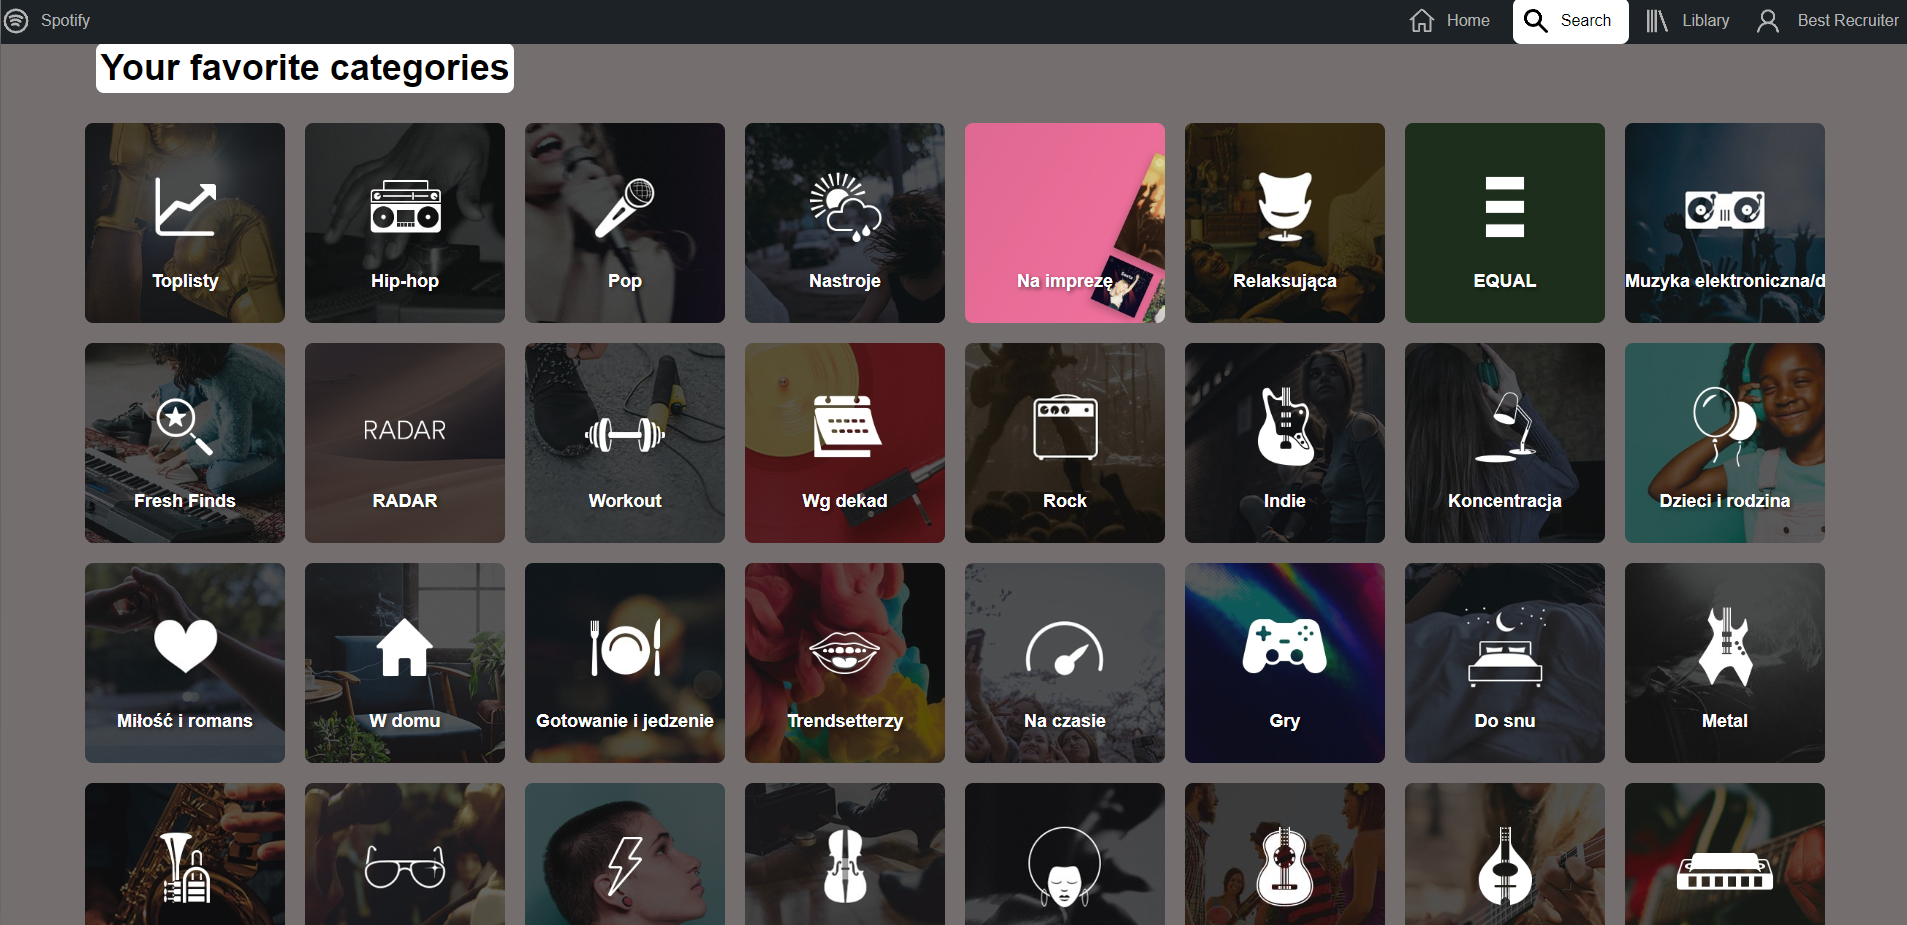 Spotify
Home
Search
Liblary
Best Recruiter
Your favorite categories
Toplisty
Hip-hop
Pop
Nastroje
Na imprezę
Relaksująca
EQUAL
Muzyka elektroniczna/d
RADAR
Fresh Finds
RADAR
Workout
Wg dekad
Rock
Indie
Koncentracja
Dzieci i rodzina
Miłość i romans
W domu
Gotowanie i jedzenie
Trendsetterzy
Na czasie
Gry
Do snu
Metal